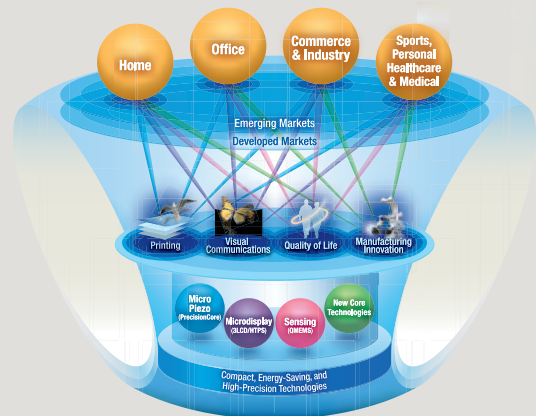 Home
Office
Commerce
& Industry
Sports,
Personal
Healthcare
& Medical
Emerging Markets
Developed Markets
Printing
Visual
Communications
Quality of Life
Manufacturing
Innovation
Micro
Piezo
(PrecisionCore)
Microdisplay
(3LCD/HTPS)
Sensing
(QMEMS)
New Core
Technologies
Compact, Energy-Saving, and
High-Precision Technologies